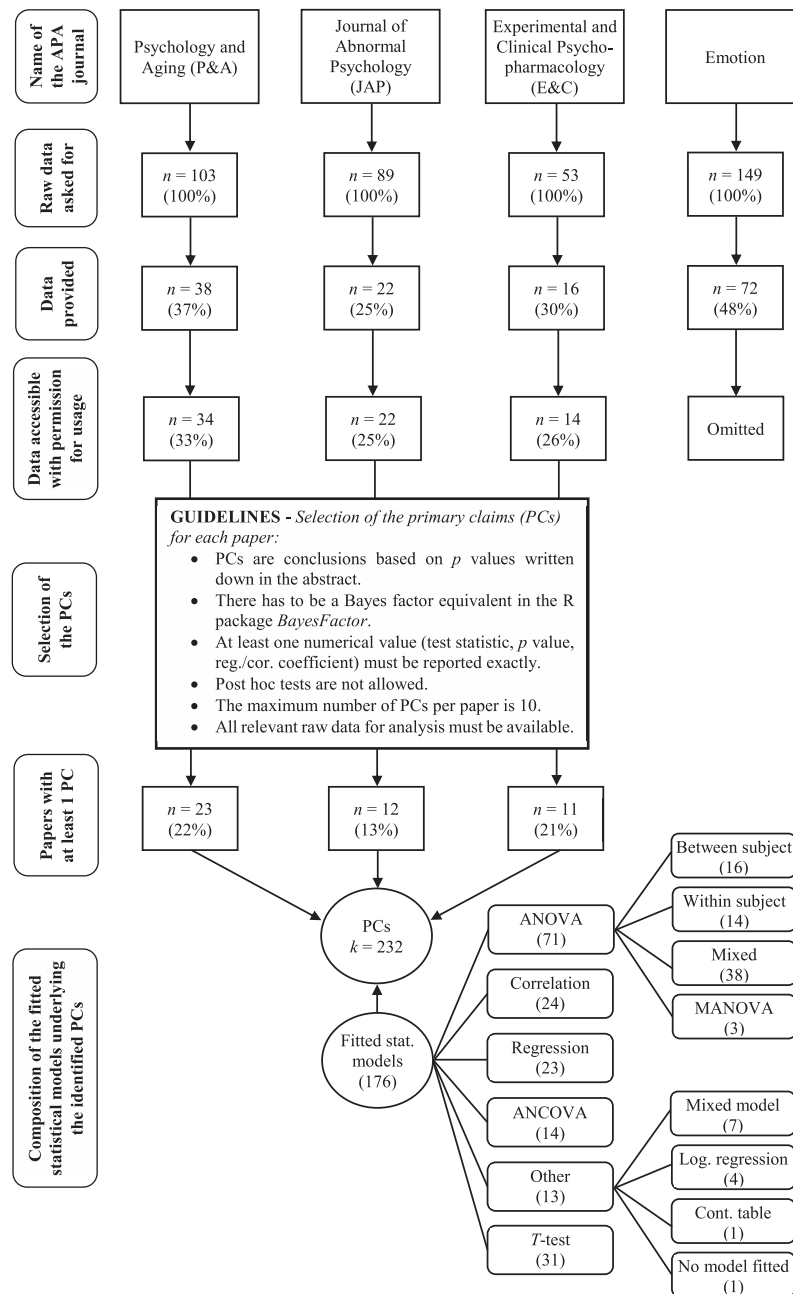 Name of
the APA
journal
Psychology and
Aging (P&A)
Journal of
Abnormal
Psychology
(JAP)
Experimental and
Clinical Psycho-
pharmacology
(E&C)
Emotion
Raw data
asked for
n = 103
(100%)
n = 89
(100%)
n = 53
(100%)
n = 149
(100%)
Data
provided
n = 38
(37%)
n = 22
(25%)
n = 16
(30%)
n = 72
(48%)
Data accessible
with permission
for usage
n = 34
(33%)
n = 22
(25%)
n = 14
(26%)
Omitted
Selection of
the PCs
GUIDELINES - Selection of the primary claims (PCs)
for each paper:
• PCs are conclusions based on p values written
down in the abstract.
• There has to be a Bayes factor equivalent in the R
package BayesFactor.
• At least one numerical value (test statistic, p value,
reg./cor. coefficient) must be reported exactly.
• Post hoc tests are not allowed.
• The maximum number of PCs per paper is 10.
• All relevant raw data for analysis must be available.
Papers with
at least 1 PC
n = 23
(22%)
n = 12
(13%)
n = 11
(21%)
Composition of the fitted
statistical models underlying
the identified PCs
PCs
k = 232
Fitted stat.
models
(176)
ANOVA
(71)
Correlation
(24)
Regression
(23)
ANCOVA
(14)
Other
(13)
T-test
(31)
Between subject
(16)
Within subject
(14)
Mixed
(38)
MANOVA
(3)
Mixed model
(7)
Log. regression
(4)
Cont. table
(1)
No model fitted
(1)